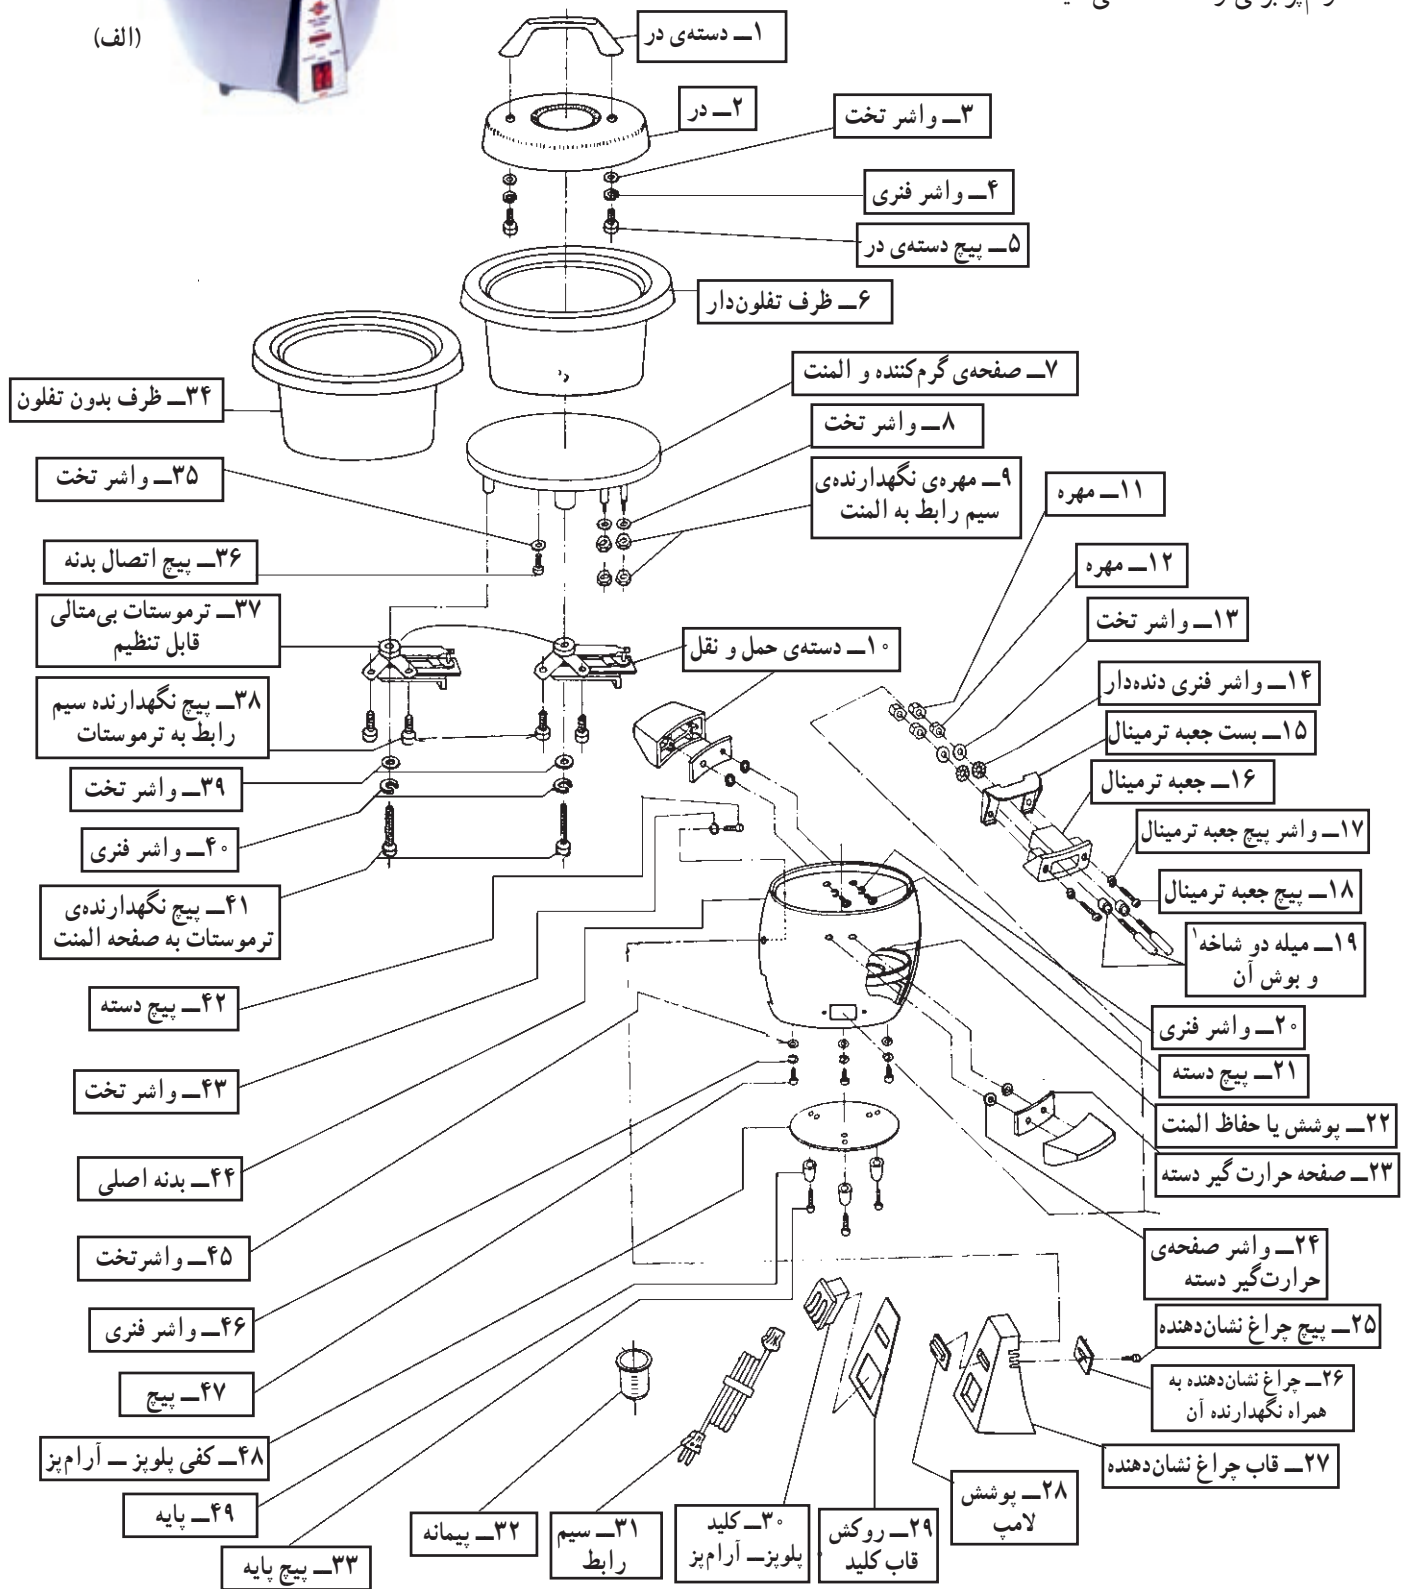 (الف)
۱ــ دسته‌ی در
۲ــ در
۳ــ واشر تخت
۴ــ واشر فنری
۵ــ پیچ دسته‌ی در
۶ــ ظرف تفلون‌دار
۷ــ صفحه‌ی گرم‌کننده و المنت
۸ــ واشر تخت
۹ــ مهره‌ی نگهدارنده‌ی
سیم رابط به المنت
۱۰ــ دسته‌ی حمل و نقل
۱۱ــ مهره
۱۲ــ مهره
۱۳ــ واشر تخت
۱۴ــ واشر فنری دنده‌دار
۱۵ــ بست جعبه ترمینال
۱۶ــ جعبه ترمینال
۱۷ــ واشر پیچ جعبه ترمینال
۱۸ــ پیچ جعبه ترمینال
۱۹ــ میله دو شاخه۱
و بوش آن
۲۰ــ واشر فنری
۲۱ــ پیچ دسته
۲۲ــ پوشش یا حفاظ المنت
۲۳ــ صفحه حرارت گیر دسته
۲۴ــ واشر صفحه‌ی
حرارت‌گیر دسته
۲۵ــ پیچ چراغ نشان‌دهنده
۲۶ــ چراغ نشان‌دهنده به
همراه نگهدارنده آن
۲۷ــ قاب چراغ نشان‌دهنده
۲۸ــ پوشش
لامپ
۲۹ــ روکش
قاب کلید
۳۰ــ کلید
پلوپزــ آرام‌پز
۳۱ــ سیم
رابط
۳۲ــ پیمانه
۳۳ــ پیچ پایه
۳۴ــ ظرف بدون تفلون
۳۵ــ واشر تخت
۳۶ــ پیچ اتصال بدنه
۳۷ــ ترموستات بی‌متالی
قابل تنظیم
۳۸ــ پیچ نگهدارنده سیم
رابط به ترموستات
۳۹ــ واشر تخت
۴۰ــ واشر فنری
۴۱ــ پیچ نگهدارنده‌ی
ترموستات به صفحه المنت
۴۲ــ پیچ دسته
۴۳ــ واشر تخت
۴۴ــ بدنه اصلی
۴۵ــ واشرتخت
۴۶ــ واشر فنری
۴۷ــ پیچ
۴۸ــ کفی پلوپز ــ آرام‌پز
۴۹ــ پایه